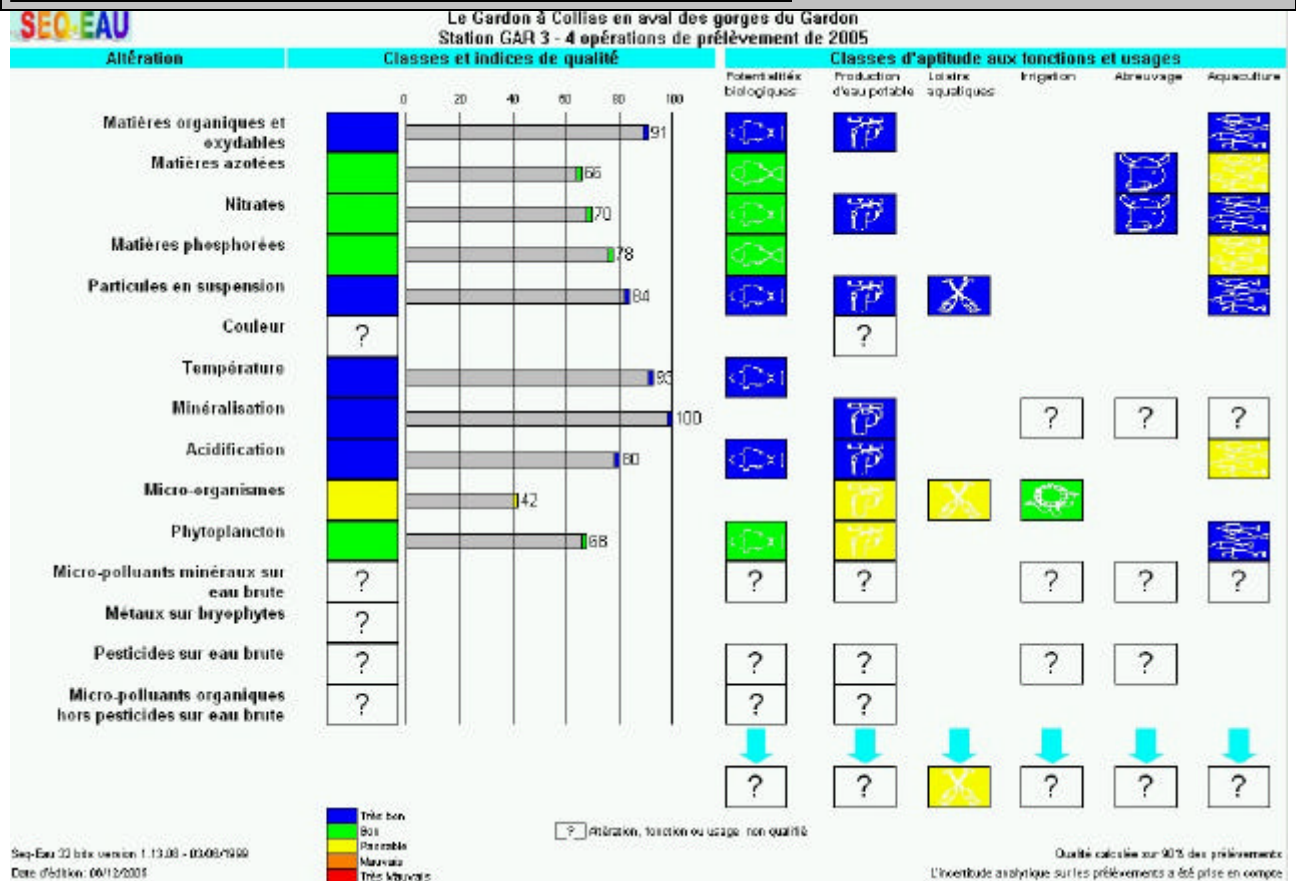 SEQ-EAU
Le Gardon à Collias en aval des gorges du Gardon
Station GAR 3 - 4 opérations de prélèvement de 2005
Altération
Classes et indices de qualité
Classes d'aptitude aux fonctions et usages
Potentialités biologiques
Production d'eau potable
Loisirs aquatiques
Irrigation
Abreuvage
Aquaculture
0 20 40 60 80 100
Matières organiques et
oxydables
91
Matières azotées
66
Nitrates
70
Matières phosphorées
78
Particules en suspension
84
Couleur
? ?
Température
93
Minéralisation
100
? ? ?
Acidification
80
Micro-organismes
42
Phytoplancton
68
Micro-polluants minéraux sur
eau brute
? ? ? ? ? ?
Métaux sur bryophytes
?
Pesticides sur eau brute
? ? ? ? ?
Micro-polluants organiques
hors pesticides sur eau brute
? ? ?
? ? ? ? ?
Très bon
Bon
Passable
Mauvais
Très Mauvais
? Altération, fonction ou usage non qualifié
Seq-Eau 32 bits version 1.13.08 - 03/06/1999
Date d'édition:
Qualité calculée sur 90% des prélèvements
L'incertitude analytique sur les prélèvements a été prise en compte